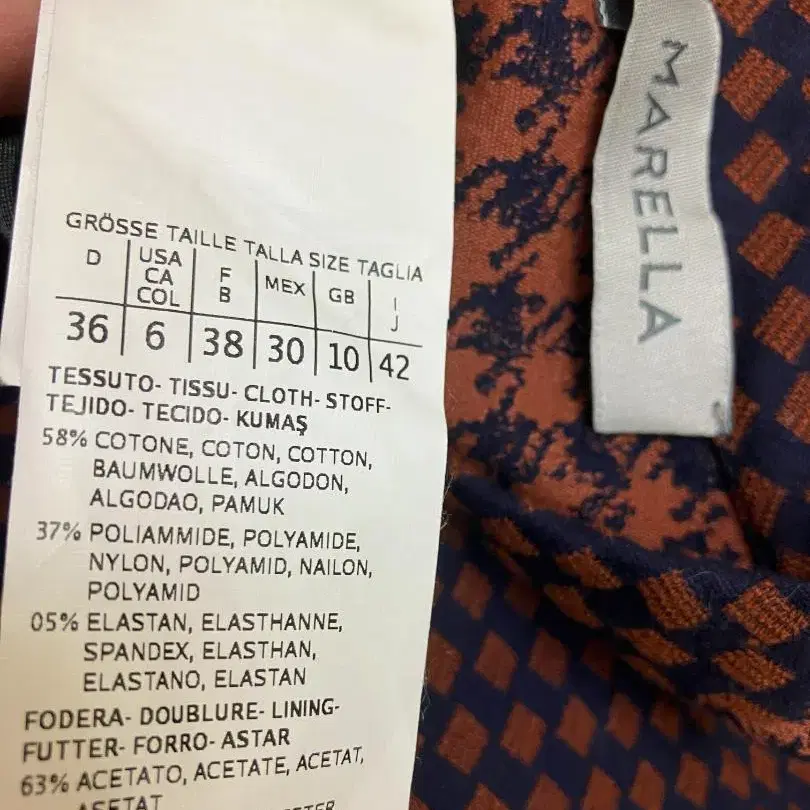 GRÖSSE TAILLE TALLA SIZE TAGLIA
D USA CA COL F B MEX GB I J
36 6 38 30 10 42
TESSUTO- TISSU- CLOTH- STOFF-
TEJIDO- TECIDO- KUMAŞ
58% COTONE, COTON, COTTON,
BAUMWOLLE, ALGODON,
ALGODAO, PAMUK
37% POLIAMMIDE, POLYAMIDE,
NYLON, POLYAMID, NAILON,
POLYAMID
05% ELASTAN, ELASTHANNE,
SPANDEX, ELASTHAN,
ELASTANO, ELASTAN
FODERA- DOUBLURE- LINING-
FUTTER- FORRO- ASTAR
63% ACETATO, ACETATE, ACETAT,
ASETAT
MARELLA